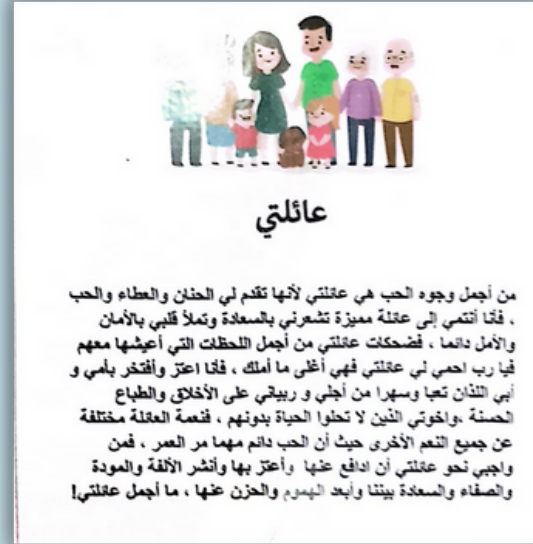 عائلتي
من أجمل وجوه الحب هي عائلتي لأنها تقدم لي الحنان والعطاء والحب
، فأنا أنتمي إلى عائلة مميزة تشعرني بالسعادة وتملأ قلبي بالأمان
والأمل دائما ، فضحكات عائلتي من أجمل اللحظات التي أعيشها معهم
فيا رب احمي لي عائلتي فهي أغلى ما أملك ، فأنا اعتز وأفتخر بأمي و
أبي اللذان تعبا وسهرا من أجلي و ربياني على الأخلاق والطباع
الحسنة ،واخوتي الذين لا تحلوا الحياة بدونهم ، فنعمة العائلة مختلفة
عن جميع النعم الأخرى حيث أن الحب دائم مهما مر العمر ، فمن
واجبي نحو عائلتي أن ادافع عنها وأعتز بها وأنشر الألفة والمودة
والصفاء والسعادة بيننا وأبعد الهموم والحزن عنها ، ما أجمل عائلتي!